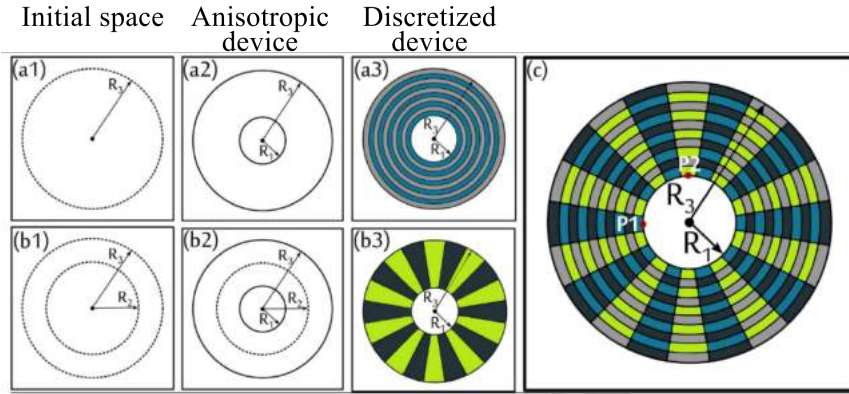 Initial space
Anisotropic
device
Discretized
device
(a1)
R3
(a2)
R3
R1
(a3)
R3
R1
(c)
P2
R3
P1
R1
(b1)
R3
R2
(b2)
R3
R2
R1
(b3)
R3
R1